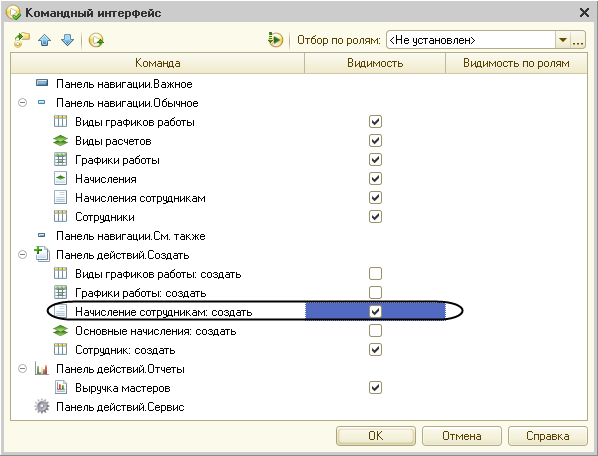 Командный интерфейс
Отбор по ролям: <Не установлен>
Команда Видимость Видимость по ролям
Панель навигации.Важное
Панель навигации.Обычное
Виды графиков работы
Виды расчетов
Графики работы
Начисления
Начисления сотрудникам
Сотрудники
Панель навигации.См. также
Панель действий.Создать
Виды графиков работы: создать
Графики работы: создать
Начисление сотрудникам: создать
Основные начисления: создать
Сотрудник: создать
Панель действий.Отчеты
Выручка мастеров
Панель действий.Сервис
OK Отмена Справка